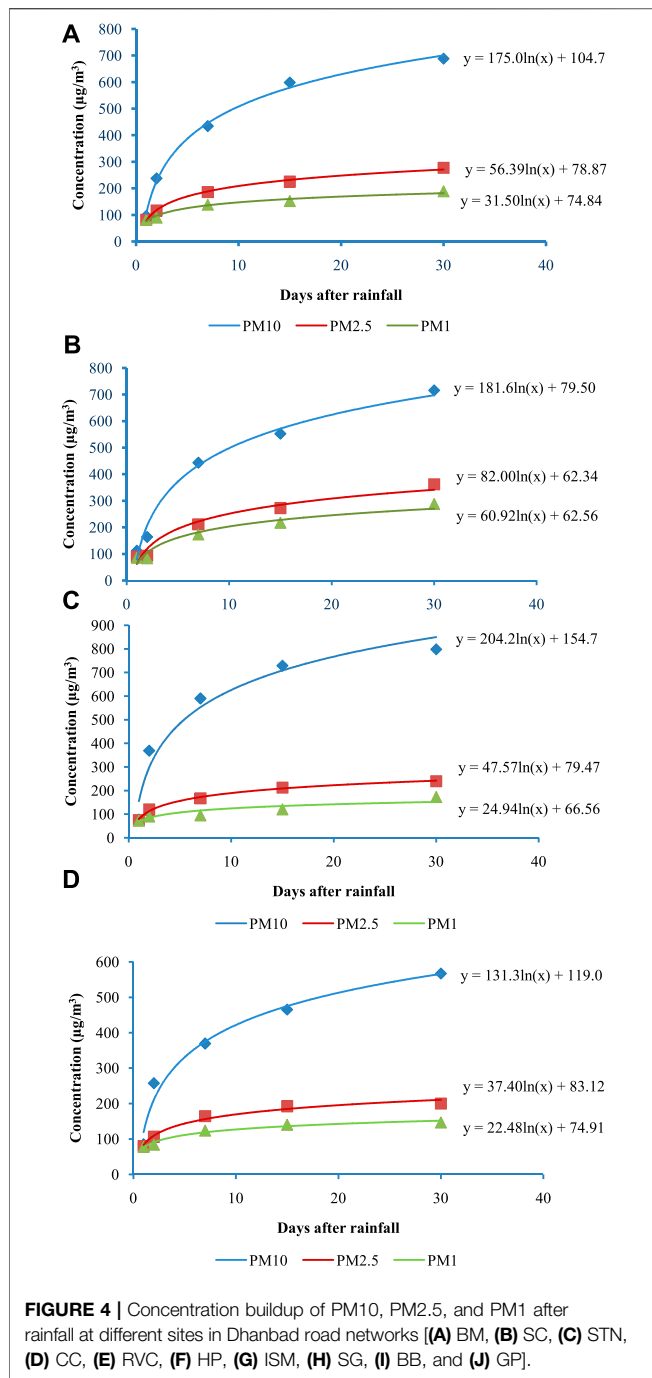 A
800
700
600
500
400
300
200
100
0
Concentration (µg/m³)
y = 175.0ln(x) + 104.7
y = 56.39ln(x) + 78.87
y = 31.50ln(x) + 74.84
0 10 20 30 40
Days after rainfall
PM10 PM2.5 PM1
B
800
700
600
500
400
300
200
100
0
Concentration (µg/m³)
y = 181.6ln(x) + 79.50
y = 82.00ln(x) + 62.34
y = 60.92ln(x) + 62.56
0 10 20 30 40
C
900
800
700
600
500
400
300
200
100
0
Concentration (µg/m³)
y = 204.2ln(x) + 154.7
y = 47.57ln(x) + 79.47
y = 24.94ln(x) + 66.56
0 10 20 30 40
Days after rainfall
PM10 PM2.5 PM1
D
600
500
400
300
200
100
0
Concentration (µg/m³)
y = 131.3ln(x) + 119.0
y = 37.40ln(x) + 83.12
y = 22.48ln(x) + 74.91
0 10 20 30 40
Days after rainfall
PM10 PM2.5 PM1
FIGURE 4 | Concentration buildup of PM10, PM2.5, and PM1 after
rainfall at different sites in Dhanbad road networks [(A) BM, (B) SC, (C) STN,
(D) CC, (E) RVC, (F) HP, (G) ISM, (H) SG, (I) BB, and (J) GP].